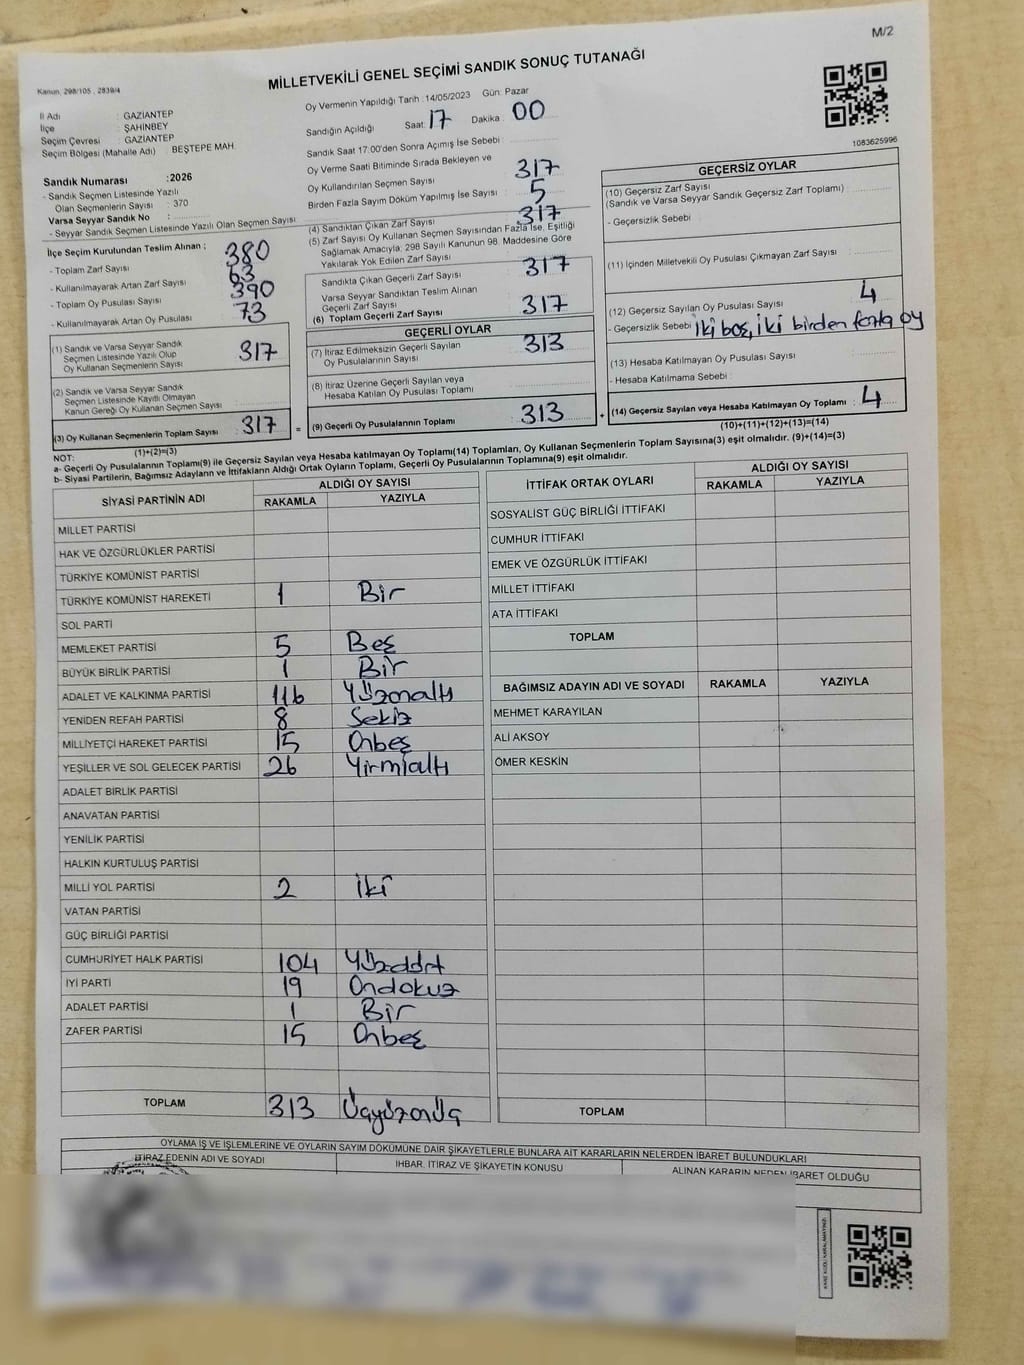 M/2
Kanun, 298/105 , 2839/4
MİLLETVEKİLİ GENEL SEÇİMİ SANDIK SONUÇ TUTANAĞI
İl Adı : GAZİANTEP
İlçe : ŞAHİNBEY
Seçim Çevresi : GAZİANTEP
Seçim Bölgesi (Mahalle Adı) : BEŞTEPE MAH.
Sandık Numarası : 2026
- Sandık Seçmen Listesinde Yazılı
Olan Seçmenlerin Sayısı : 370
Varsa Seyyar Sandık No :
- Seyyar Sandık Seçmen Listesinde Yazılı Olan Seçmen Sayısı
İlçe Seçim Kurulundan Teslim Alınan ;
- Toplam Zarf Sayısı 380
- Kullanılmayarak Artan Zarf Sayısı 63
- Toplam Oy Pusulası Sayısı 390
- Kullanılmayarak Artan Oy Pusulası 73
(1) Sandık ve Varsa Seyyar Sandık
Seçmen Listesinde Yazılı Olup
Oy Kullanan Seçmenlerin Sayısı 317
(2) Sandık ve Varsa Seyyar Sandık
Seçmen Listesinde Kayıtlı Olmayan
Kanun Gereği Oy Kullanan Seçmen Sayısı
(3) Oy Kullanan Seçmenlerin Toplam Sayısı 317
(1)+(2)=(3)
Oy Vermenin Yapıldığı Tarih : 14/05/2023 Gün: Pazar
Sandığın Açıldığı Saat: 17 Dakika : 00
Sandık Saat 17:00'den Sonra Açımış İse Sebebi
Oy Verme Saati Bitiminde Sırada Bekleyen ve
Oy Kullandırılan Seçmen Sayısı 317
Birden Fazla Sayım Döküm Yapılmış İse Sayısı : 5
(4) Sandıktan Çıkan Zarf Sayısı 317
(5) Zarf Sayısı Oy Kullanan Seçmen Sayısından Fazla İse, Eşitliği
Sağlamak Amacıyla; 298 Sayılı Kanunun 98. Maddesine Göre
Yakılarak Yok Edilen Zarf Sayısı
Sandıkta Çıkan Geçerli Zarf Sayısı 317
Varsa Seyyar Sandıktan Teslim Alınan
Geçerli Zarf Sayısı
(6) Toplam Geçerli Zarf Sayısı : 317
GEÇERLİ OYLAR
(7) İtiraz Edilmeksizin Geçerli Sayılan
Oy Pusulalarının Sayısı : 313
(8) İtiraz Üzerine Geçerli Sayılan veya
Hesaba Katılan Oy Pusulası Toplamı
= (9) Geçerli Oy Pusulalarının Toplamı : 313 +
1083625996
GEÇERSİZ OYLAR
(10) Geçersiz Zarf Sayısı
(Sandık ve Varsa Seyyar Sandık Geçersiz Zarf Toplamı)
- Geçersizlik Sebebi :
(11) İçinden Milletvekili Oy Pusulası Çıkmayan Zarf Sayısı
(12) Geçersiz Sayılan Oy Pusulası Sayısı 4
- Geçersizlik Sebebi : İki boş, iki birden fazla oy
(13) Hesaba Katılmayan Oy Pusulası Sayısı
- Hesaba Katılmama Sebebi :
(14) Geçersiz Sayılan veya Hesaba Katılmayan Oy Toplamı : 4
(10)+(11)+(12)+(13)=(14)
NOT:
a- Geçerli Oy Pusulalarının Toplamı(9) ile Geçersiz Sayılan veya Hesaba katılmayan Oy Toplamı(14) Toplamları, Oy Kullanan Seçmenlerin Toplam Sayısına(3) eşit olmalıdır. (9)+(14)=(3)
b- Siyasi Partilerin, Bağımsız Adayların ve İttifakların Aldığı Ortak Oyların Toplamı, Geçerli Oy Pusulalarının Toplamına(9) eşit olmalıdır.
SİYASİ PARTİNİN ADI ALDIĞI OY SAYISI
RAKAMLA YAZIYLA
MİLLET PARTİSİ
HAK VE ÖZGÜRLÜKLER PARTİSİ
TÜRKİYE KOMÜNİST PARTİSİ
TÜRKİYE KOMÜNİST HAREKETİ 1 Bir
SOL PARTİ
MEMLEKET PARTİSİ 5 Beş
BÜYÜK BİRLİK PARTİSİ 1 Bir
ADALET VE KALKINMA PARTİSİ 116 Yüzonaltı
YENİDEN REFAH PARTİSİ 8 Sekiz
MİLLİYETÇİ HAREKET PARTİSİ 15 Onbeş
YEŞİLLER VE SOL GELECEK PARTİSİ 26 Yirmialtı
ADALET BİRLİK PARTİSİ
ANAVATAN PARTİSİ
YENİLİK PARTİSİ
HALKIN KURTULUŞ PARTİSİ
MİLLİ YOL PARTİSİ 2 İki
VATAN PARTİSİ
GÜÇ BİRLİĞİ PARTİSİ
CUMHURİYET HALK PARTİSİ 104 Yüzdört
İYİ PARTİ 19 Ondokuz
ADALET PARTİSİ 1 Bir
ZAFER PARTİSİ 15 Onbeş
TOPLAM 313 Üçyüzonüç
İTTİFAK ORTAK OYLARI ALDIĞI OY SAYISI
RAKAMLA YAZIYLA
SOSYALİST GÜÇ BİRLİĞİ İTTİFAKI
CUMHUR İTTİFAKI
EMEK VE ÖZGÜRLÜK İTTİFAKI
MİLLET İTTİFAKI
ATA İTTİFAKI
TOPLAM
BAĞIMSIZ ADAYIN ADI VE SOYADI RAKAMLA YAZIYLA
MEHMET KARAYILAN
ALİ AKSOY
ÖMER KESKİN
TOPLAM
OYLAMA İŞ VE İŞLEMLERİNE VE OYLARIN SAYIM DÖKÜMÜNE DAİR ŞİKAYETLERLE BUNLARA AİT KARARLARIN NELERDEN İBARET BULUNDUKLARI
İTİRAZ EDENİN ADI VE SOYADI İHBAR, İTİRAZ VE ŞİKAYETİN KONUSU ALINAN KARARIN NEDEN İBARET OLDUĞU